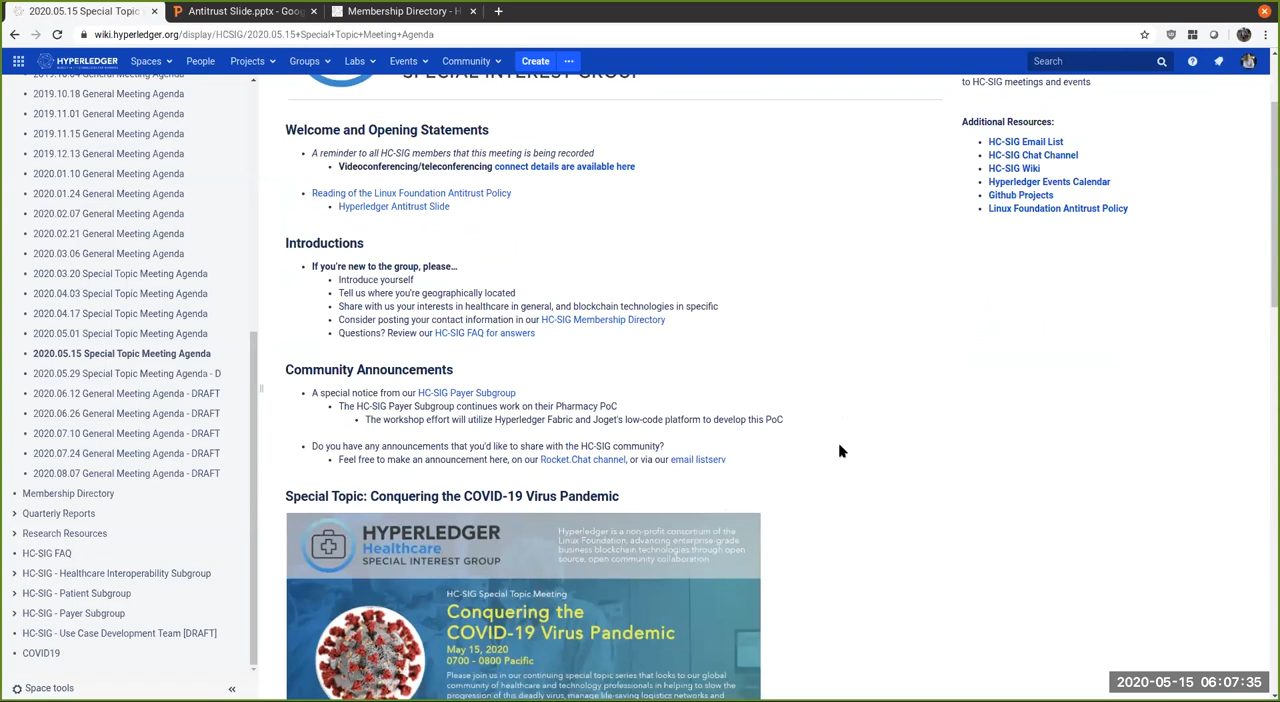 2020.05.15 Special Topic M
Antitrust Slide.pptx - Goog
Membership Directory - H
wiki.hyperledger.org/display/HCSIG/2020.05.15+Special+Topic+Meeting+Agenda
HYPERLEDGER
Spaces
People
Projects
Groups
Labs
Events
Community
Create
Search
2019.10.04 General Meeting Agenda
2019.10.18 General Meeting Agenda
2019.11.01 General Meeting Agenda
2019.11.15 General Meeting Agenda
2019.12.13 General Meeting Agenda
2020.01.10 General Meeting Agenda
2020.01.24 General Meeting Agenda
2020.02.07 General Meeting Agenda
2020.02.21 General Meeting Agenda
2020.03.06 General Meeting Agenda
2020.03.20 Special Topic Meeting Agenda
2020.04.03 Special Topic Meeting Agenda
2020.04.17 Special Topic Meeting Agenda
2020.05.01 Special Topic Meeting Agenda
2020.05.15 Special Topic Meeting Agenda
2020.05.29 Special Topic Meeting Agenda - D
2020.06.12 General Meeting Agenda - DRAFT
2020.06.26 General Meeting Agenda - DRAFT
2020.07.10 General Meeting Agenda - DRAFT
2020.07.24 General Meeting Agenda - DRAFT
2020.08.07 General Meeting Agenda - DRAFT
Membership Directory
Quarterly Reports
Research Resources
HC-SIG FAQ
HC-SIG - Healthcare Interoperability Subgroup
HC-SIG - Patient Subgroup
HC-SIG - Payer Subgroup
HC-SIG - Use Case Development Team [DRAFT]
COVID19
Space tools
SPECIAL INTEREST GROUP
Welcome and Opening Statements
A reminder to all HC-SIG members that this meeting is being recorded
Videoconferencing/teleconferencing connect details are available here
Reading of the Linux Foundation Antitrust Policy
Hyperledger Antitrust Slide
Introductions
If you're new to the group, please...
Introduce yourself
Tell us where you're geographically located
Share with us your interests in healthcare in general, and blockchain technologies in specific
Consider posting your contact information in our HC-SIG Membership Directory
Questions? Review our HC-SIG FAQ for answers
Community Announcements
A special notice from our HC-SIG Payer Subgroup
The HC-SIG Payer Subgroup continues work on their Pharmacy PoC
The workshop effort will utilize Hyperledger Fabric and Joget's low-code platform to develop this PoC
Do you have any announcements that you'd like to share with the HC-SIG community?
Feel free to make an announcement here, on our Rocket.Chat channel, or via our email listserv
Special Topic: Conquering the COVID-19 Virus Pandemic
HYPERLEDGER
Healthcare
SPECIAL INTEREST GROUP
Hyperledger is a non-profit consortium of the
Linux Foundation, advancing enterprise-grade
business blockchain technologies through open
source, open community collaboration.
HC-SIG Special Topic Meeting
Conquering the
COVID-19 Virus Pandemic
May 15, 2020
0700 - 0800 Pacific
Please join us in our continuing special topic series that looks to our global
community of healthcare and technology professionals in helping to slow the
progression of this deadly virus, manage life-saving logistics networks and
to HC-SIG meetings and events
Additional Resources:
HC-SIG Email List
HC-SIG Chat Channel
HC-SIG Wiki
Hyperledger Events Calendar
Github Projects
Linux Foundation Antitrust Policy
2020-05-15 06:07:35